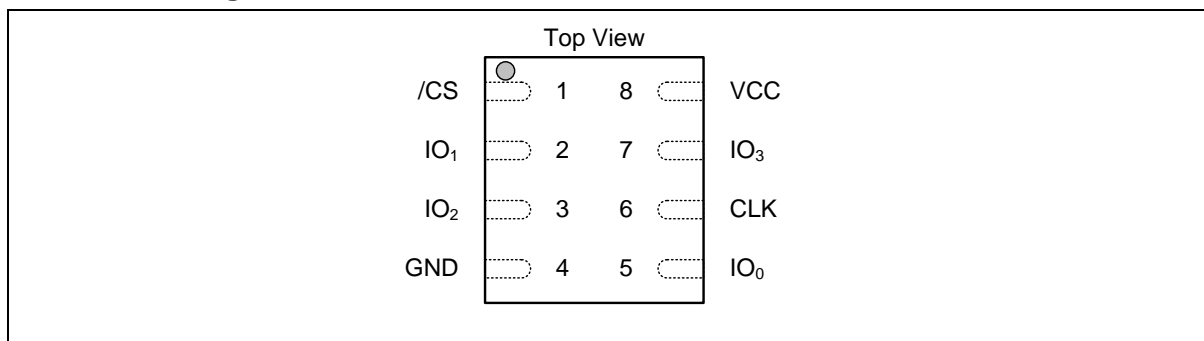 Top View
/CS 1 8 VCC
IO₁ 2 7 IO₃
IO₂ 3 6 CLK
GND 4 5 IO₀